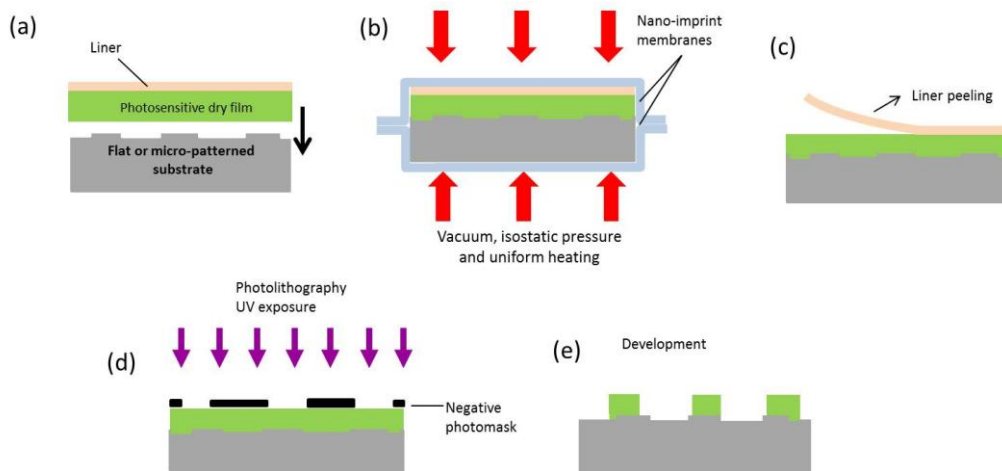 (a)
Liner
Photosensitive dry film
Flat or micro-patterned
substrate
(b)
Nano-imprint
membranes
Vacuum, isostatic pressure
and uniform heating
(c)
Liner peeling
(d)
Photolithography
UV exposure
Negative
photomask
(e)
Development